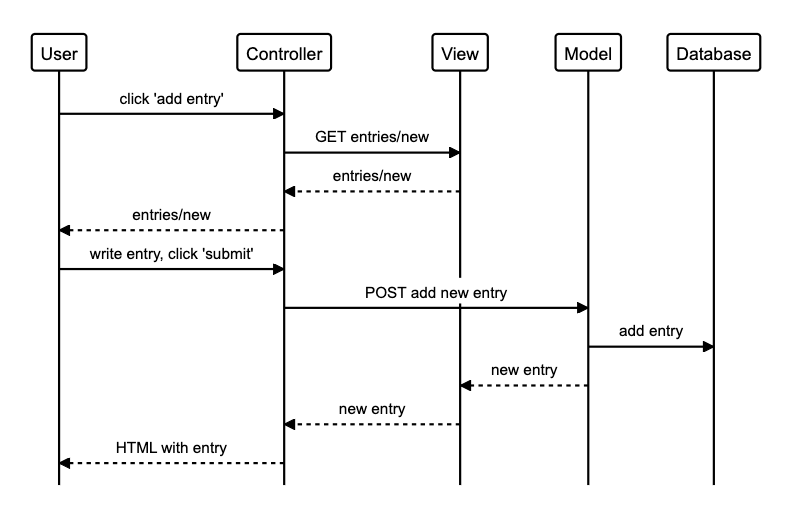 User
Controller
View
Model
Database
click 'add entry'
GET entries/new
entries/new
entries/new
write entry, click 'submit'
POST add new entry
add entry
new entry
new entry
HTML with entry